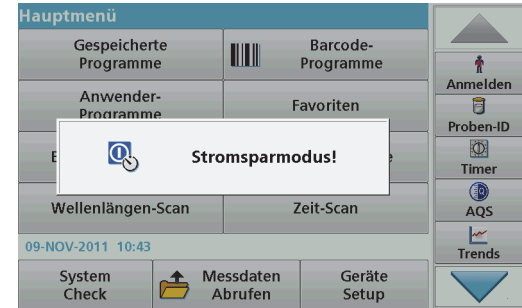 Hauptmenü
Gespeicherte
Programme
Barcode-
Programme
Anwender-
Programme
Favoriten
Stromsparmodus!
Wellenlängen-Scan
Zeit-Scan
09-NOV-2011 10:43
System
Check
Messdaten
Abrufen
Geräte
Setup
Anmelden
Proben-ID
Timer
AQS
Trends